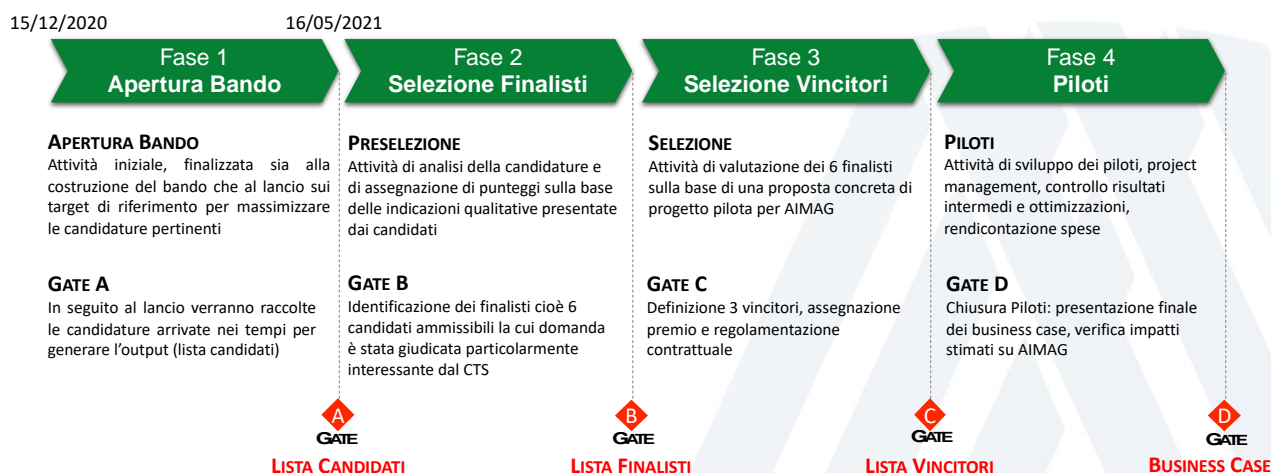 15/12/2020
16/05/2021
Fase 1
Apertura Bando
Fase 2
Selezione Finalisti
Fase 3
Selezione Vincitori
Fase 4
Piloti
APERTURA BANDO
Attività iniziale, finalizzata sia alla
costruzione del bando che al lancio sui
target di riferimento per massimizzare
le candidature pertinenti
PRESELEZIONE
Attività di analisi della candidature e
di assegnazione di punteggi sulla base
delle indicazioni qualitative presentate
dai candidati
SELEZIONE
Attività di valutazione dei 6 finalisti
sulla base di una proposta concreta di
progetto pilota per AIMAG
PILOTI
Attività di sviluppo dei piloti, project
management, controllo risultati
intermedi e ottimizzazioni,
rendicontazione spese
GATE A
In seguito al lancio verranno raccolte
le candidature arrivate nei tempi per
generare l'output (lista candidati)
GATE B
Identificazione dei finalisti cioè 6
candidati ammissibili la cui domanda
è stata giudicata particolarmente
interessante dal CTS
GATE C
Definizione 3 vincitori, assegnazione
premio e regolamentazione
contrattuale
GATE D
Chiusura Piloti: presentazione finale
dei business case, verifica impatti
stimati su AIMAG
A
GATE
LISTA CANDIDATI
B
GATE
LISTA FINALISTI
C
GATE
LISTA VINCITORI
D
GATE
BUSINESS CASE